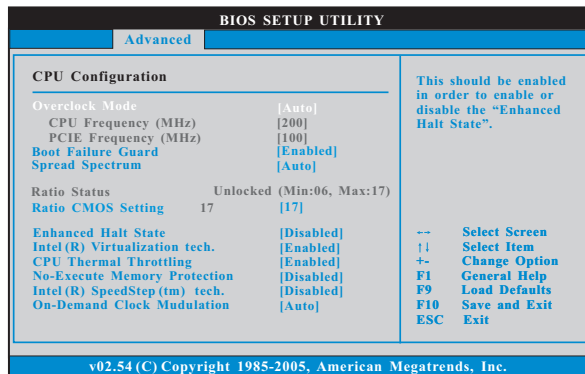 BIOS SETUP UTILITY
Advanced
CPU Configuration
Overclock Mode [Auto]
CPU Frequency (MHz) [200]
PCIE Frequency (MHz) [100]
Boot Failure Guard [Enabled]
Spread Spectrum [Auto]
Ratio Status Unlocked (Min:06, Max:17)
Ratio CMOS Setting 17 [17]
Enhanced Halt State [Disabled]
Intel(R) Virtualization tech. [Enabled]
CPU Thermal Throttling [Enabled]
No-Execute Memory Protection [Disabled]
Intel(R) SpeedStep(tm) tech. [Disabled]
On-Demand Clock Mudulation [Auto]
This should be enabled
in order to enable or
disable the “Enhanced
Halt State”.
←→ Select Screen
↑↓ Select Item
+- Change Option
F1 General Help
F9 Load Defaults
F10 Save and Exit
ESC Exit
v02.54 (C) Copyright 1985-2005, American Megatrends, Inc.